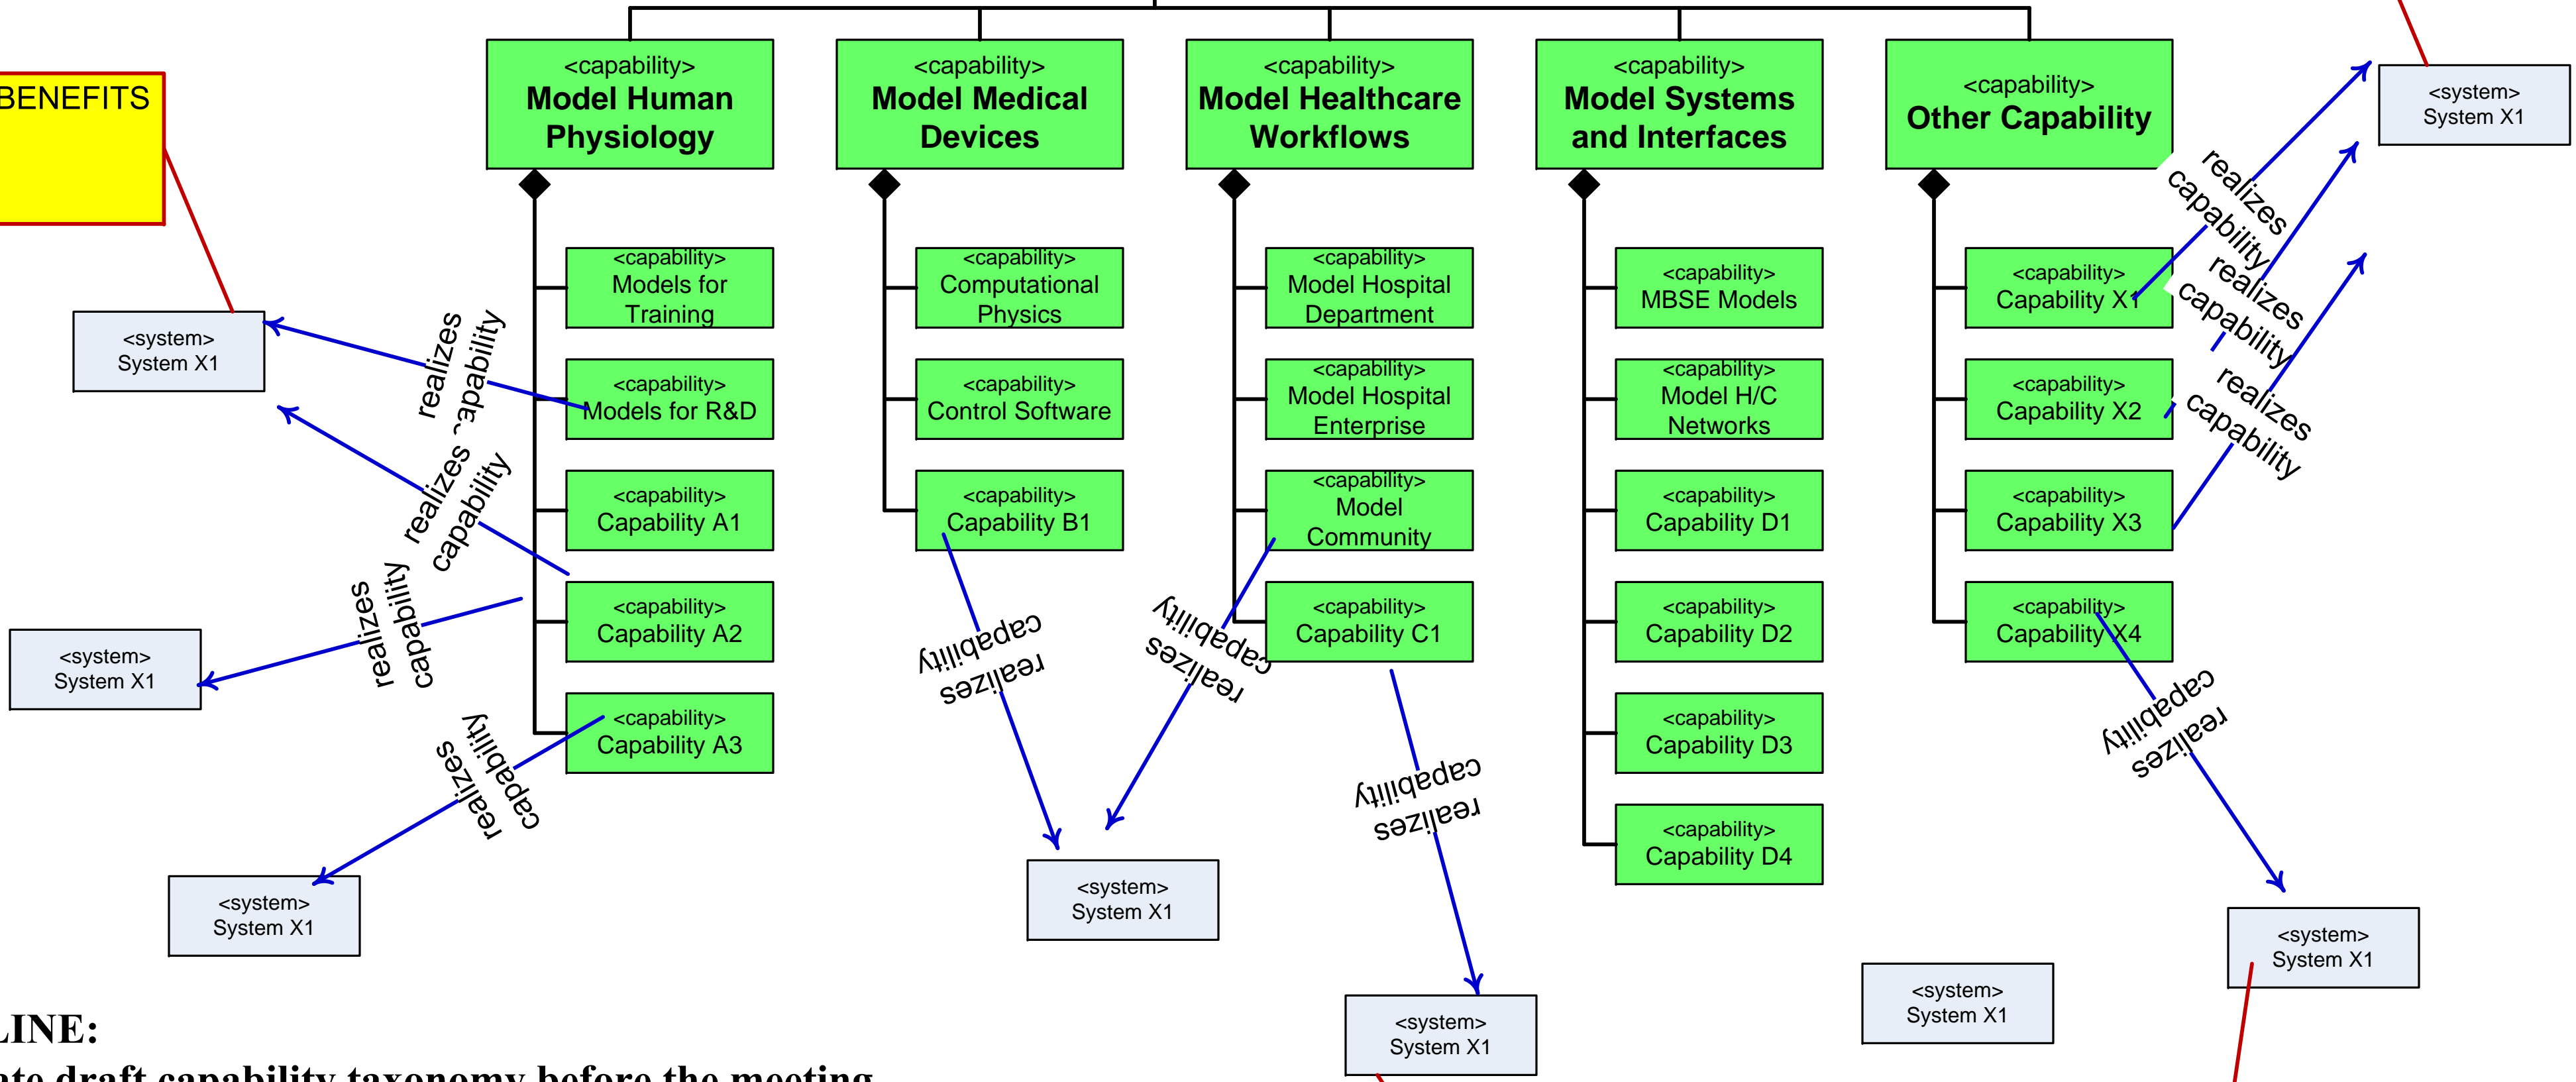 BENEFITS
<capability>
Model Human
Physiology
<capability>
Models for
Training
<capability>
Models for R&D
<capability>
Capability A1
<capability>
Capability A2
<capability>
Capability A3
<capability>
Model Medical
Devices
<capability>
Computational
Physics
<capability>
Control Software
<capability>
Capability B1
<capability>
Model Healthcare
Workflows
<capability>
Model Hospital
Department
<capability>
Model Hospital
Enterprise
<capability>
Model
Community
<capability>
Capability C1
<capability>
Model Systems
and Interfaces
<capability>
MBSE Models
<capability>
Model H/C
Networks
<capability>
Capability D1
<capability>
Capability D2
<capability>
Capability D3
<capability>
Capability D4
<capability>
Other Capability
<capability>
Capability X1
<capability>
Capability X2
<capability>
Capability X3
<capability>
Capability X4
realizes
capability
realizes
capability
realizes
capability
realizes
capability
realizes
capability
realizes
capability
realizes
capability
realizes
capability
realizes
capability
realizes
capability
realizes
capability
<system>
System X1
<system>
System X1
<system>
System X1
<system>
System X1
<system>
System X1
<system>
System X1
<system>
System X1
<system>
System X1
LINE:
draft capability taxonomy before the meeting